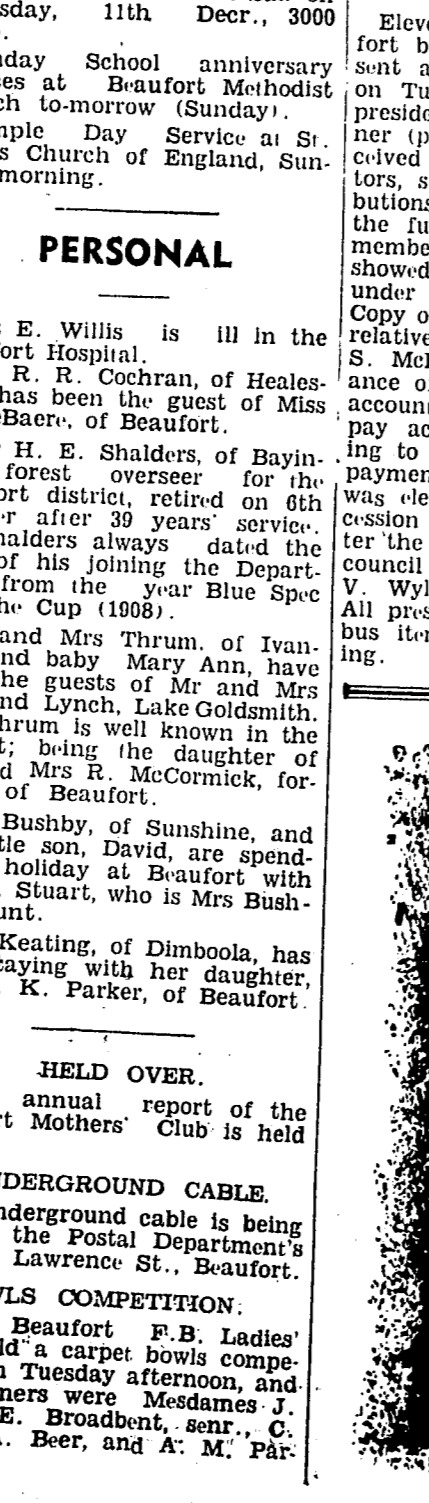 sday, 11th Decr., 3000
.
day School anniversary
es at Beaufort Methodist
ch to-morrow (Sunday).
mple Day Service at St.
s Church of England, Sun-
morning.
PERSONAL
E. Willis is ill in the
ort Hospital.
R. R. Cochran, of Heales-
has been the guest of Miss
eBaere, of Beaufort.
H. E. Shalders, of Bayin-
forest overseer for the
ort district, retired on 6th
r after 39 years' service.
halders always dated the
of his joining the Depart-
from the year Blue Spec
he Cup (1908).
and Mrs Thrum, of Ivan-
nd baby Mary Ann, have
he guests of Mr and Mrs
nd Lynch, Lake Goldsmith.
hrum is well known in the
t; being the daughter of
d Mrs R. McCormick, for-
of Beaufort.
Bushby, of Sunshine, and
tle son, David, are spend-
holiday at Beaufort with
. Stuart, who is Mrs Bush-
unt.
Keating, of Dimboola, has
taying with her daughter,
. K. Parker, of Beaufort.
HELD OVER.
annual report of the
rt Mothers' Club is held
NDERGROUND CABLE.
nderground cable is being
the Postal Department's
Lawrence St., Beaufort.
WLS COMPETITION.
Beaufort F.B. Ladies'
ld a carpet bowls compe-
n Tuesday afternoon, and
ners were Mesdames J.
E. Broadbent, senr., C.
. Beer, and A. M. Par-
Eleve
fort b
sent a
on Tu
preside
ner (p
ceived
tors, s
butions
the fu
membe
showed
under
Copy o
relative
S. McI
ance o
accoun
pay ac
ing to
paymen
was ele
cession
ter the
council
V. Wyl
All pres
bus iter
ing.